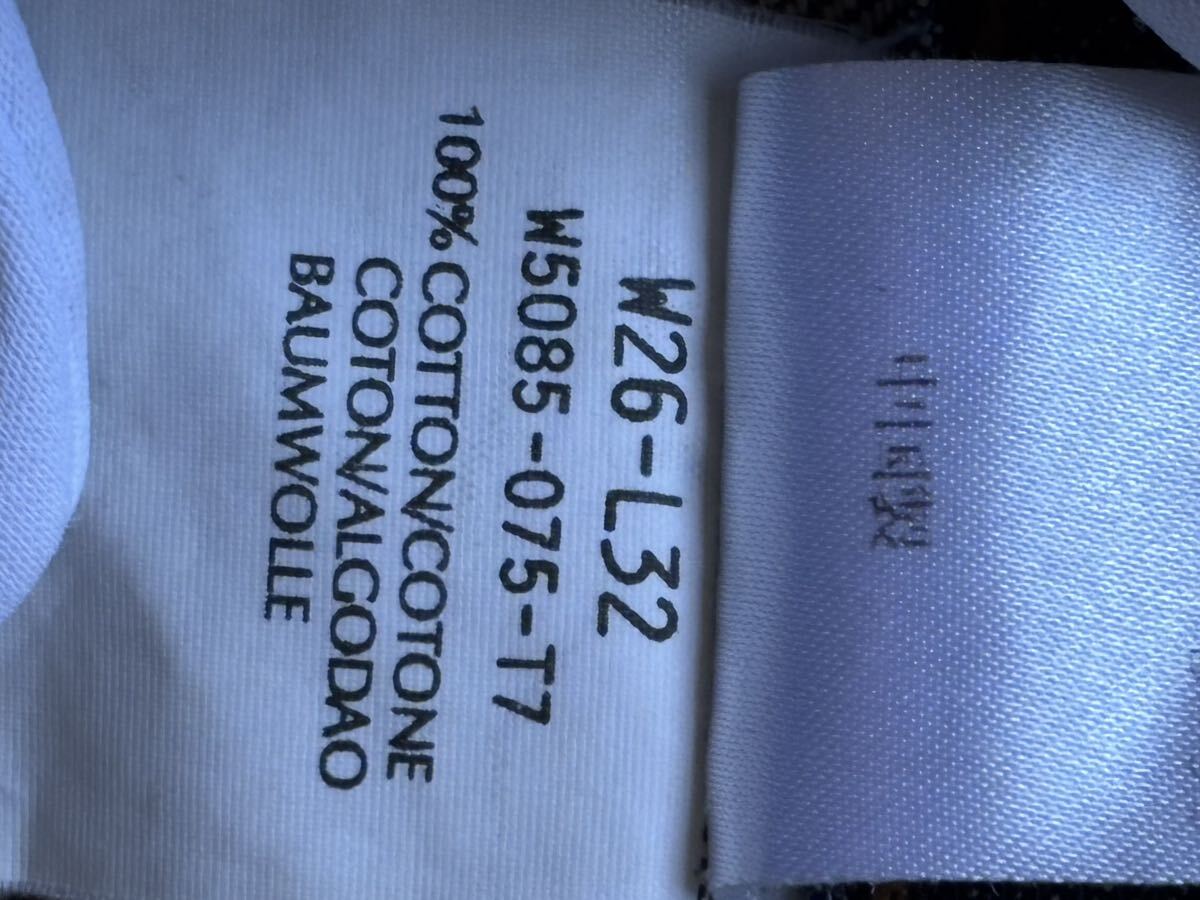 W26-L32
W5085-075-T7
100% COTTON/COTONE
COTON/ALGODAO
BAUMWOLLE